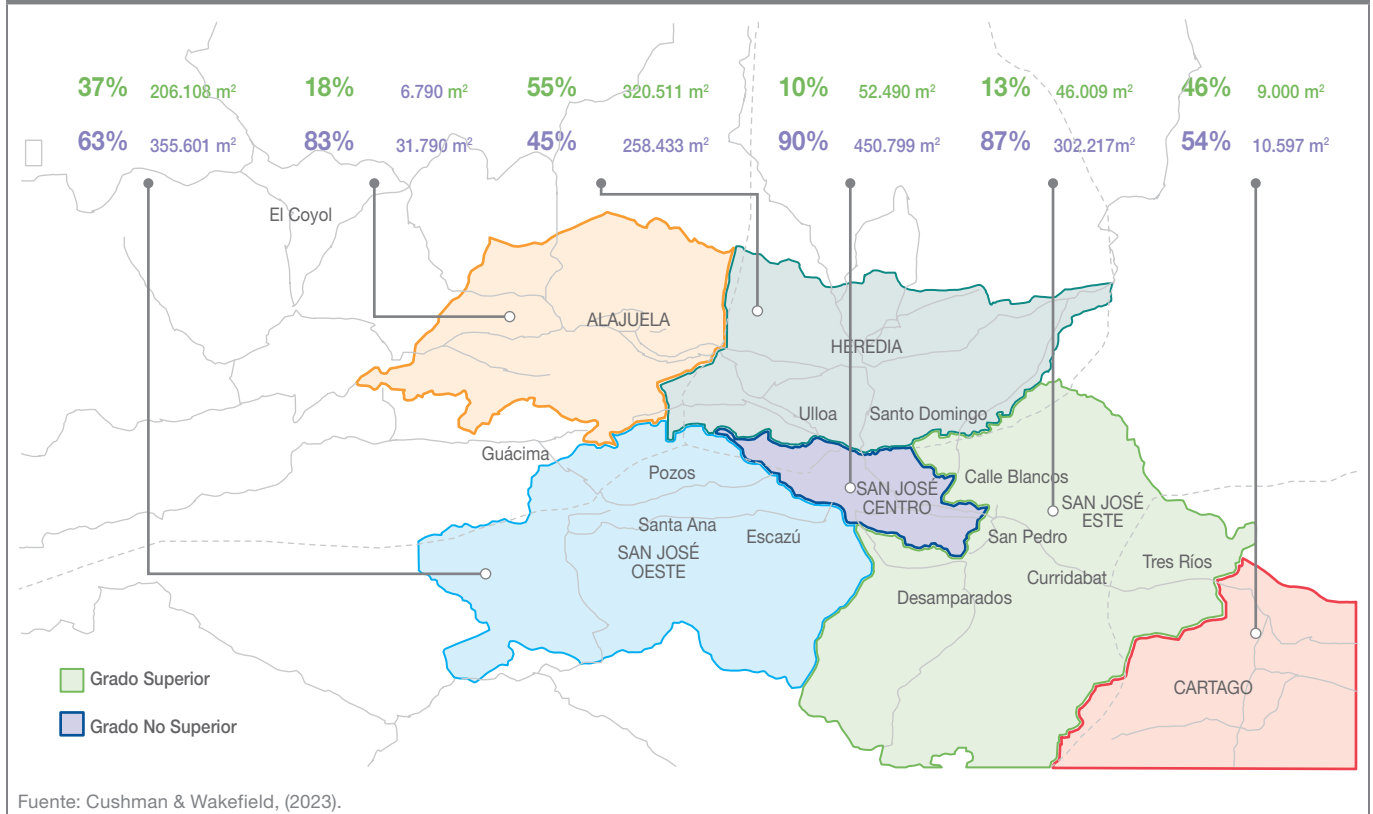 37% 206.108 m² 18% 6.790 m² 55% 320.511 m² 10% 52.490 m² 13% 46.009 m² 46% 9.000 m²
63% 355.601 m² 83% 31.790 m² 45% 258.433 m² 90% 450.799 m² 87% 302.217m² 54% 10.597 m²
El Coyol
ALAJUELA
HEREDIA
Ulloa
Santo Domingo
Guácima
Pozos
Calle Blancos
SAN JOSÉ
CENTRO
SAN JOSÉ
ESTE
Santa Ana
Escazú
San Pedro
SAN JOSÉ
OESTE
Tres Ríos
Curridabat
Desamparados
CARTAGO
Grado Superior
Grado No Superior
Fuente: Cushman & Wakefield, (2023).